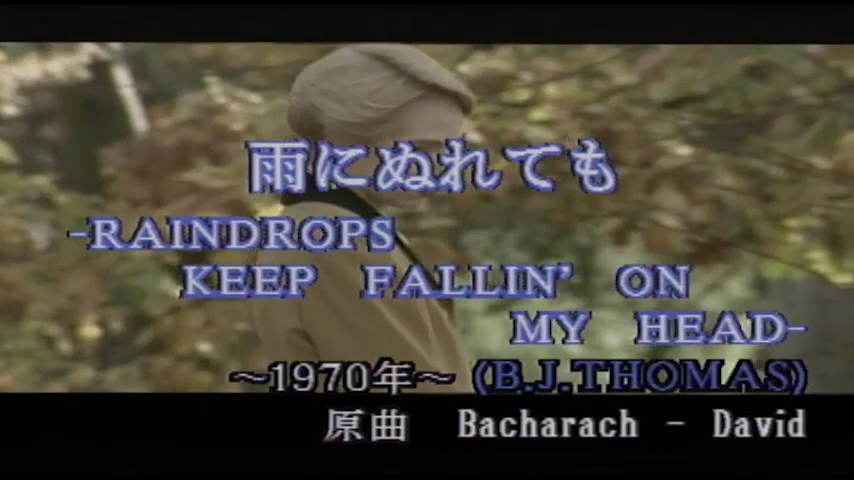 雨にぬれても
-RAINDROPS
KEEP FALLIN' ON
MY HEAD-
～1970年～ (B.J.THOMAS)
原曲 Bacharach - David